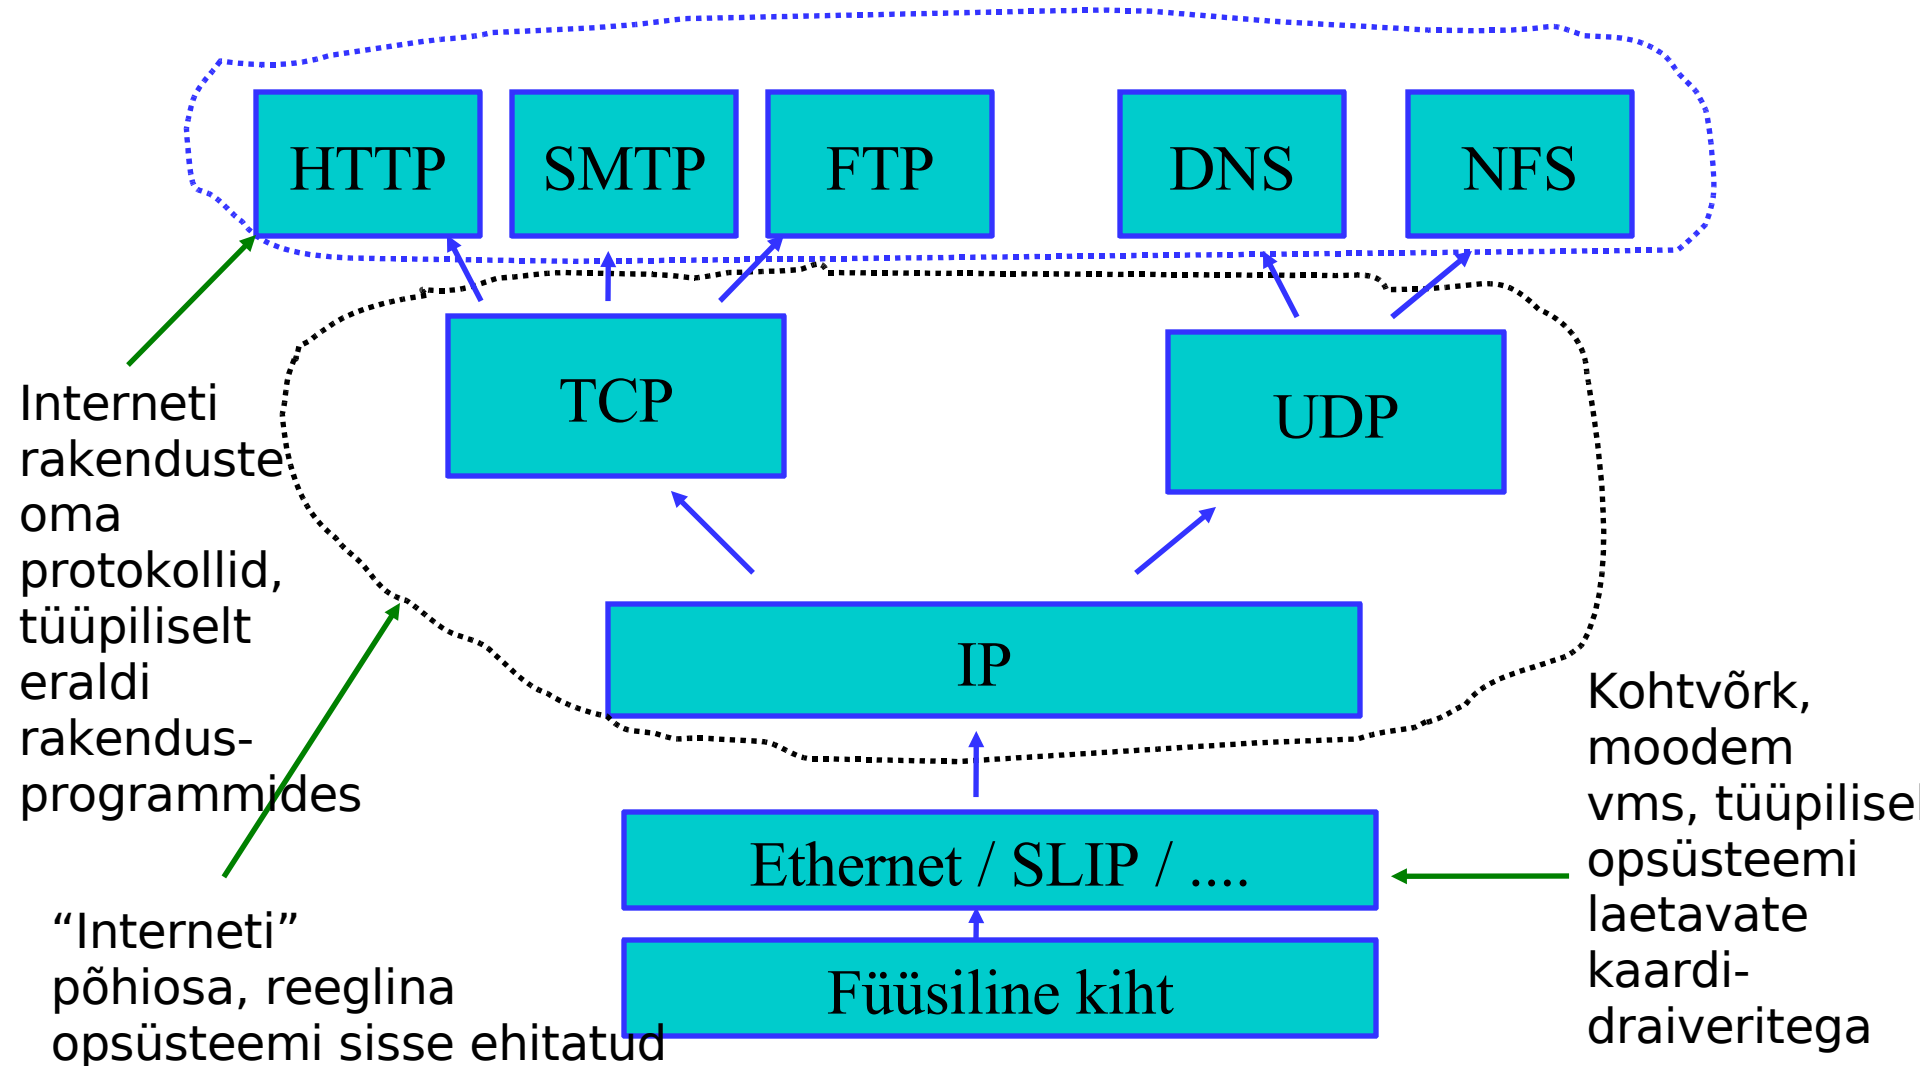 HTTP SMTP FTP DNS NFS
TCP
UDP
IP
Ethernet / SLIP / ....
Füüsiline kiht
Interneti
rakenduste
oma
protokollid,
tüüpiliselt
eraldi
rakendus-
programmides
“Interneti”
põhiosa, reeglina
opsüsteemi sisse ehitatud
Kohtvõrk,
moodem
vms, tüüpilisel
opsüsteemi
laetavate
kaardi-
draiveritega